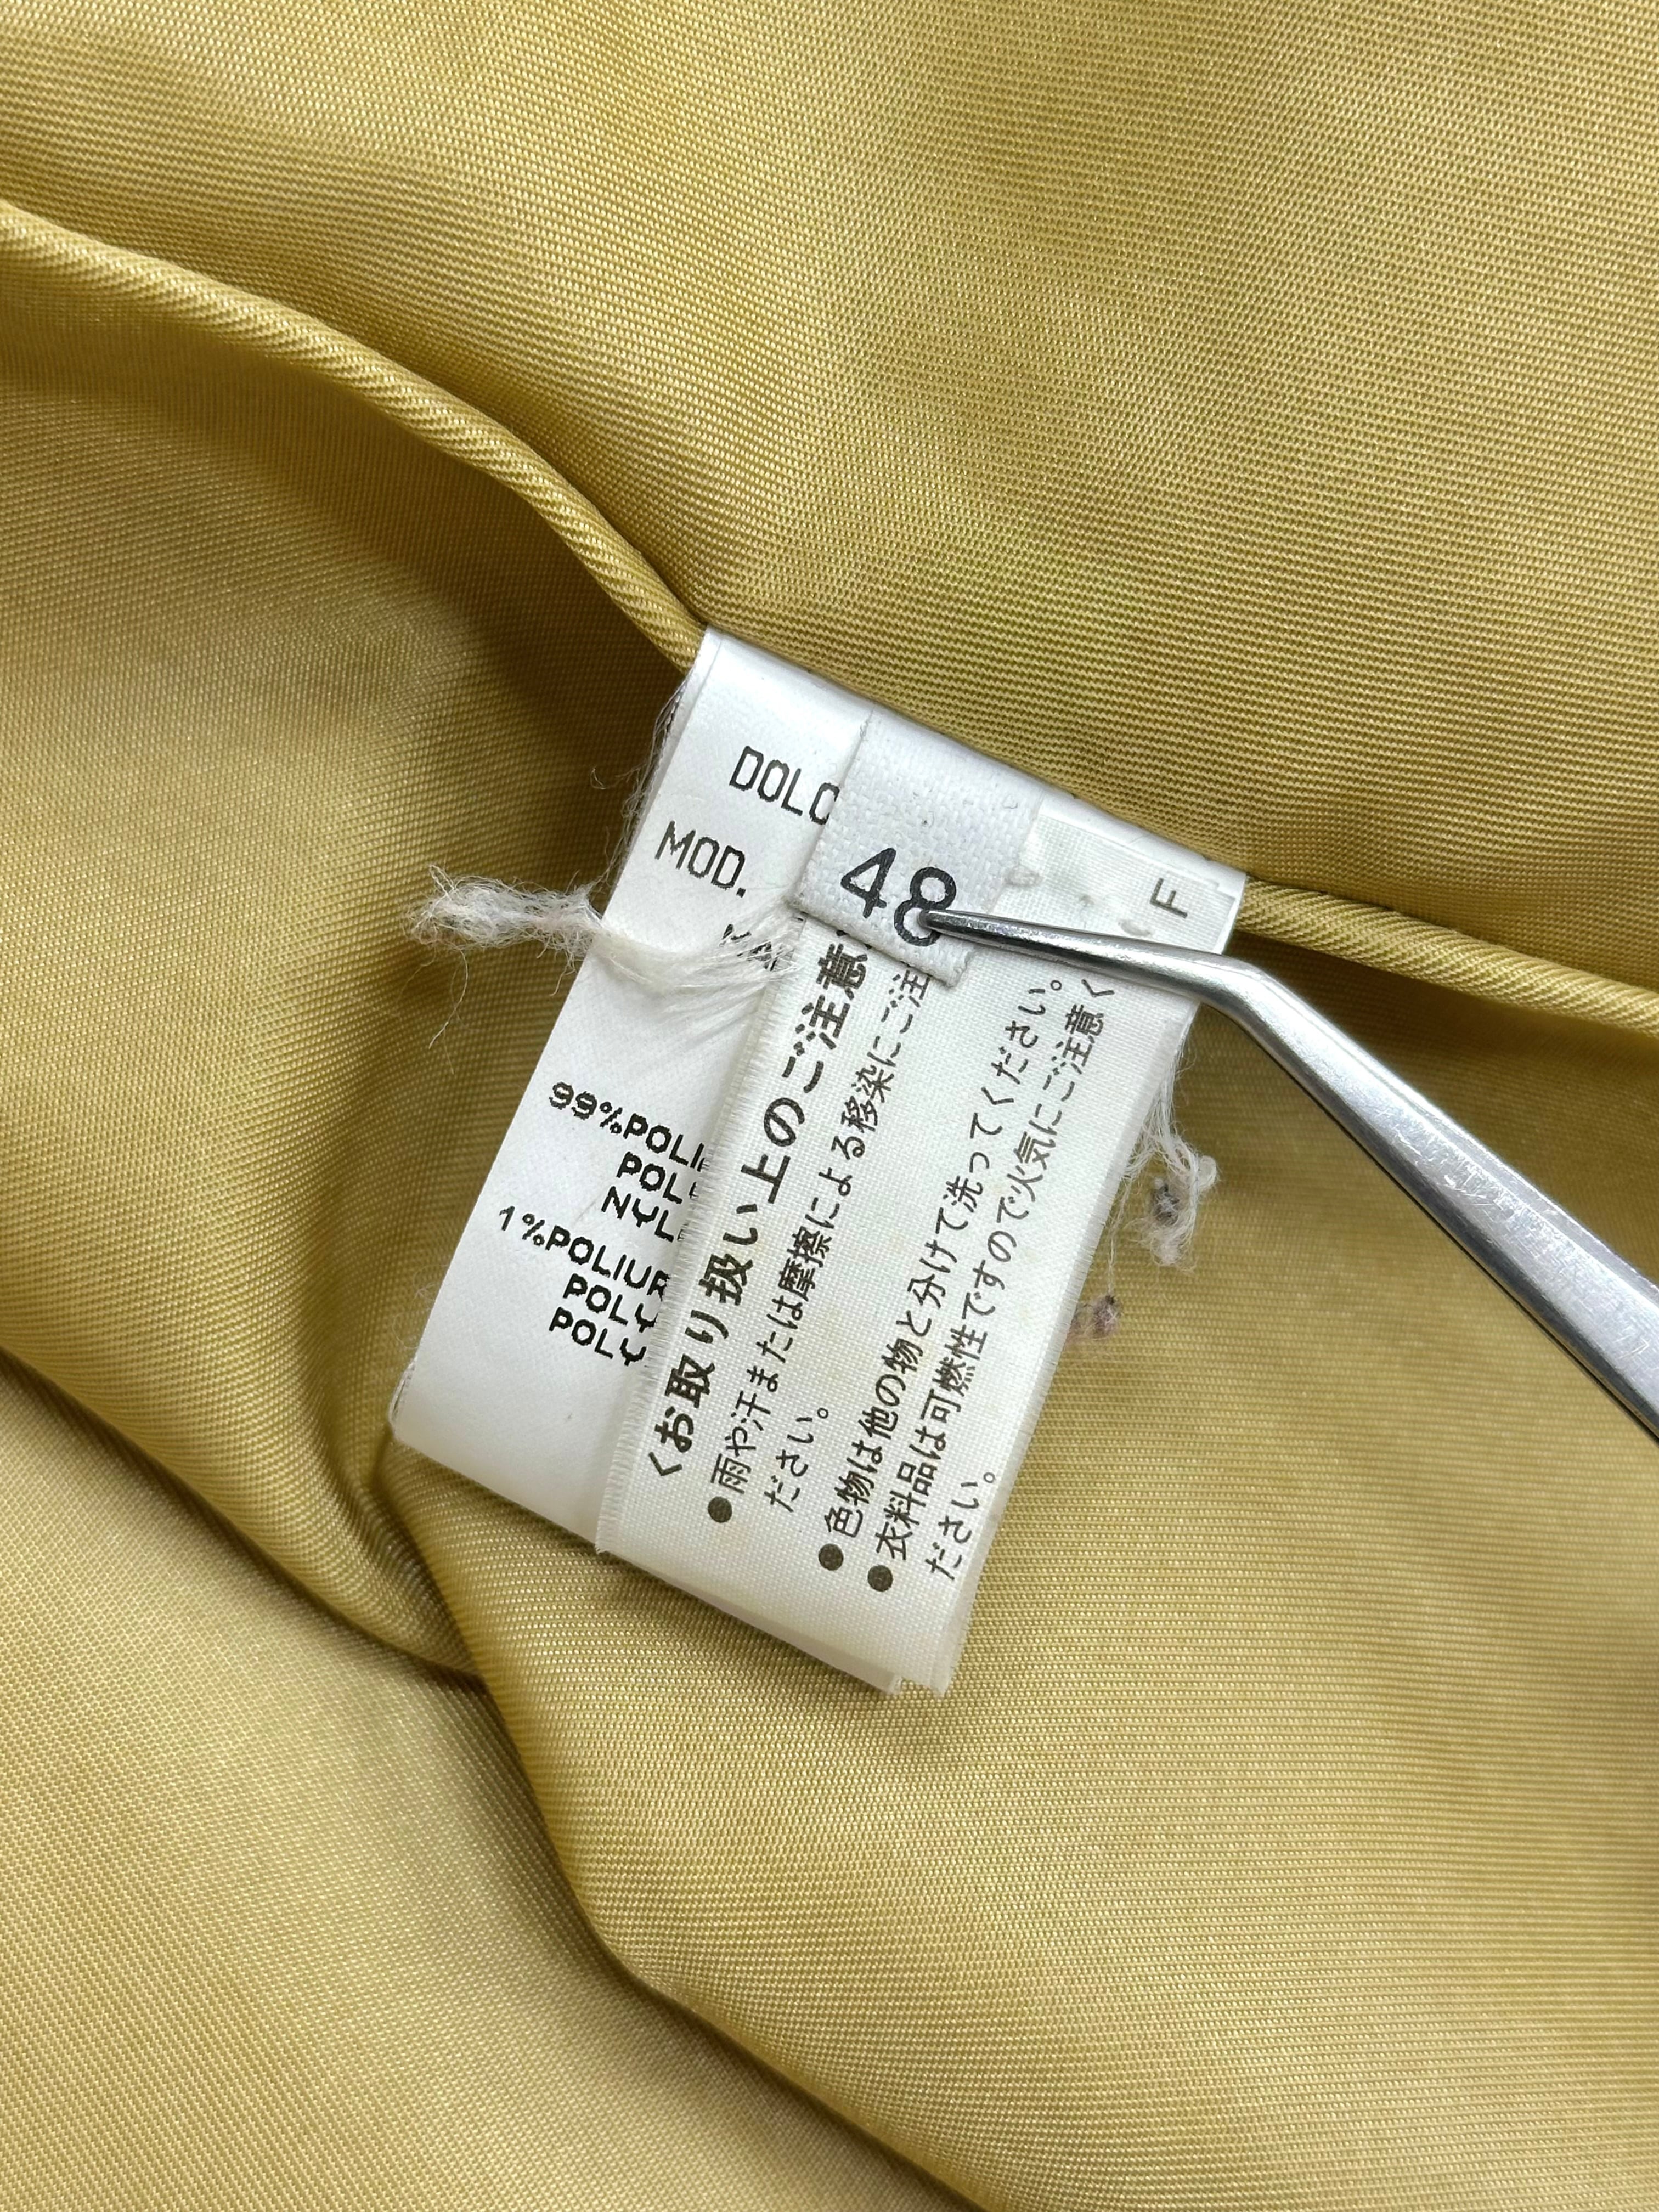 DOLC
MOD.
48
F
99%POLI
POL
NYL
1%POLIUR
POLY
POLY
<お取り扱い上のご注意
●雨や汗または摩擦による移染にご注
ださい。
●色物は他の物と分けて洗ってください。
●衣料品は可燃性ですので火気にご注意く
ださい。